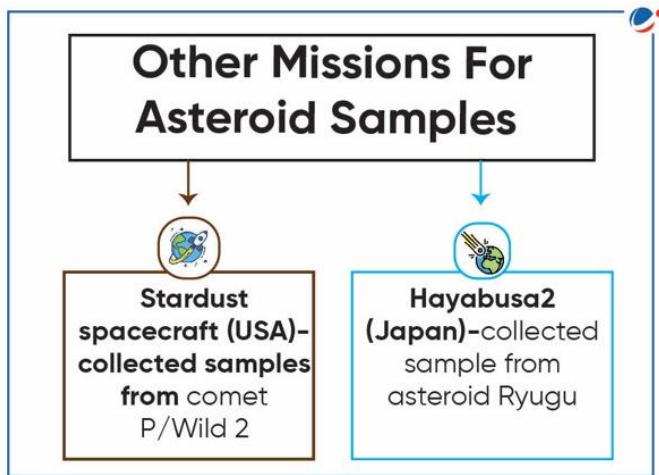 Other Missions For
Asteroid Samples
Stardust
spacecraft (USA)-
collected samples
from comet
P/Wild 2
Hayabusa2
(Japan)-collected
sample from
asteroid Ryugu